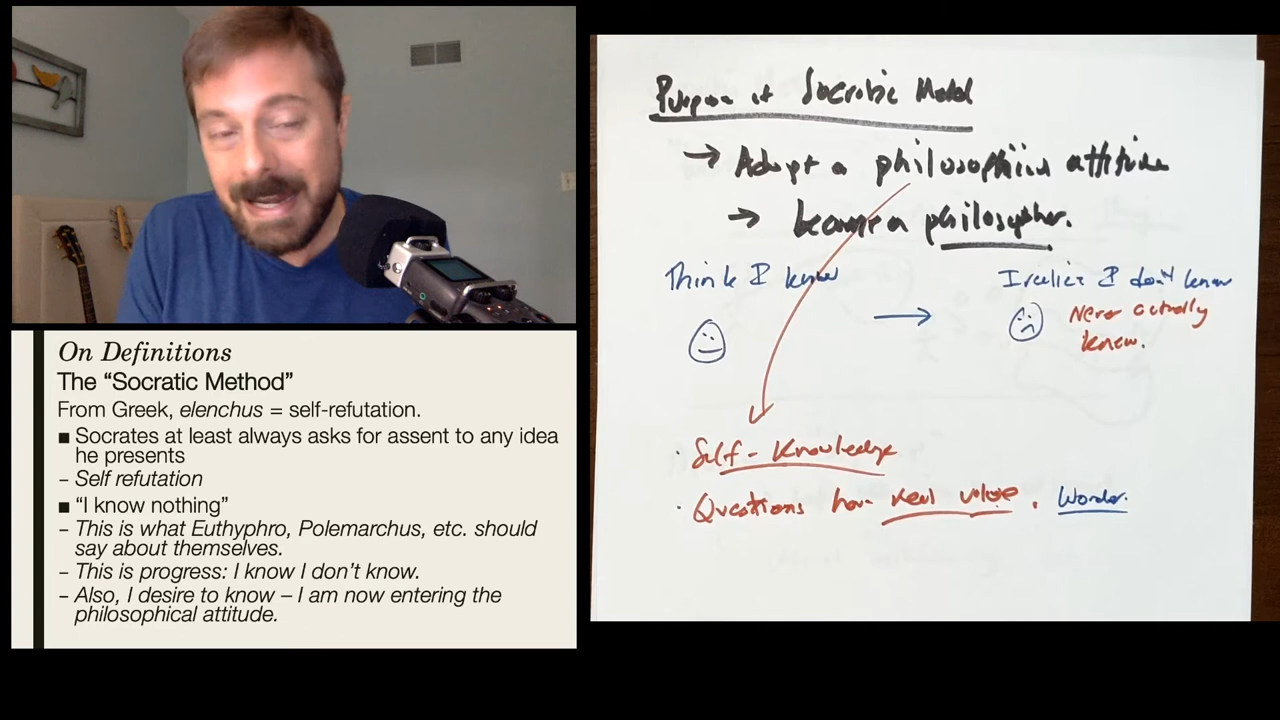 On Definitions
The “Socratic Method”
From Greek, elenchus = self-refutation.
■ Socrates at least always asks for assent to any idea
he presents
– Self refutation
■ “I know nothing”
– This is what Euthyphro, Polemarchus, etc. should
say about themselves.
– This is progress: I know I don’t know.
– Also, I desire to know – I am now entering the
philosophical attitude.
Purpose of Socratic Model
→ Adopt a philosophical attitude
→ become a philosopher.
Think I know
→
I realize I don't know
Never actually
knew.
· Self-Knowledge
· Questions have real value. Wonder.